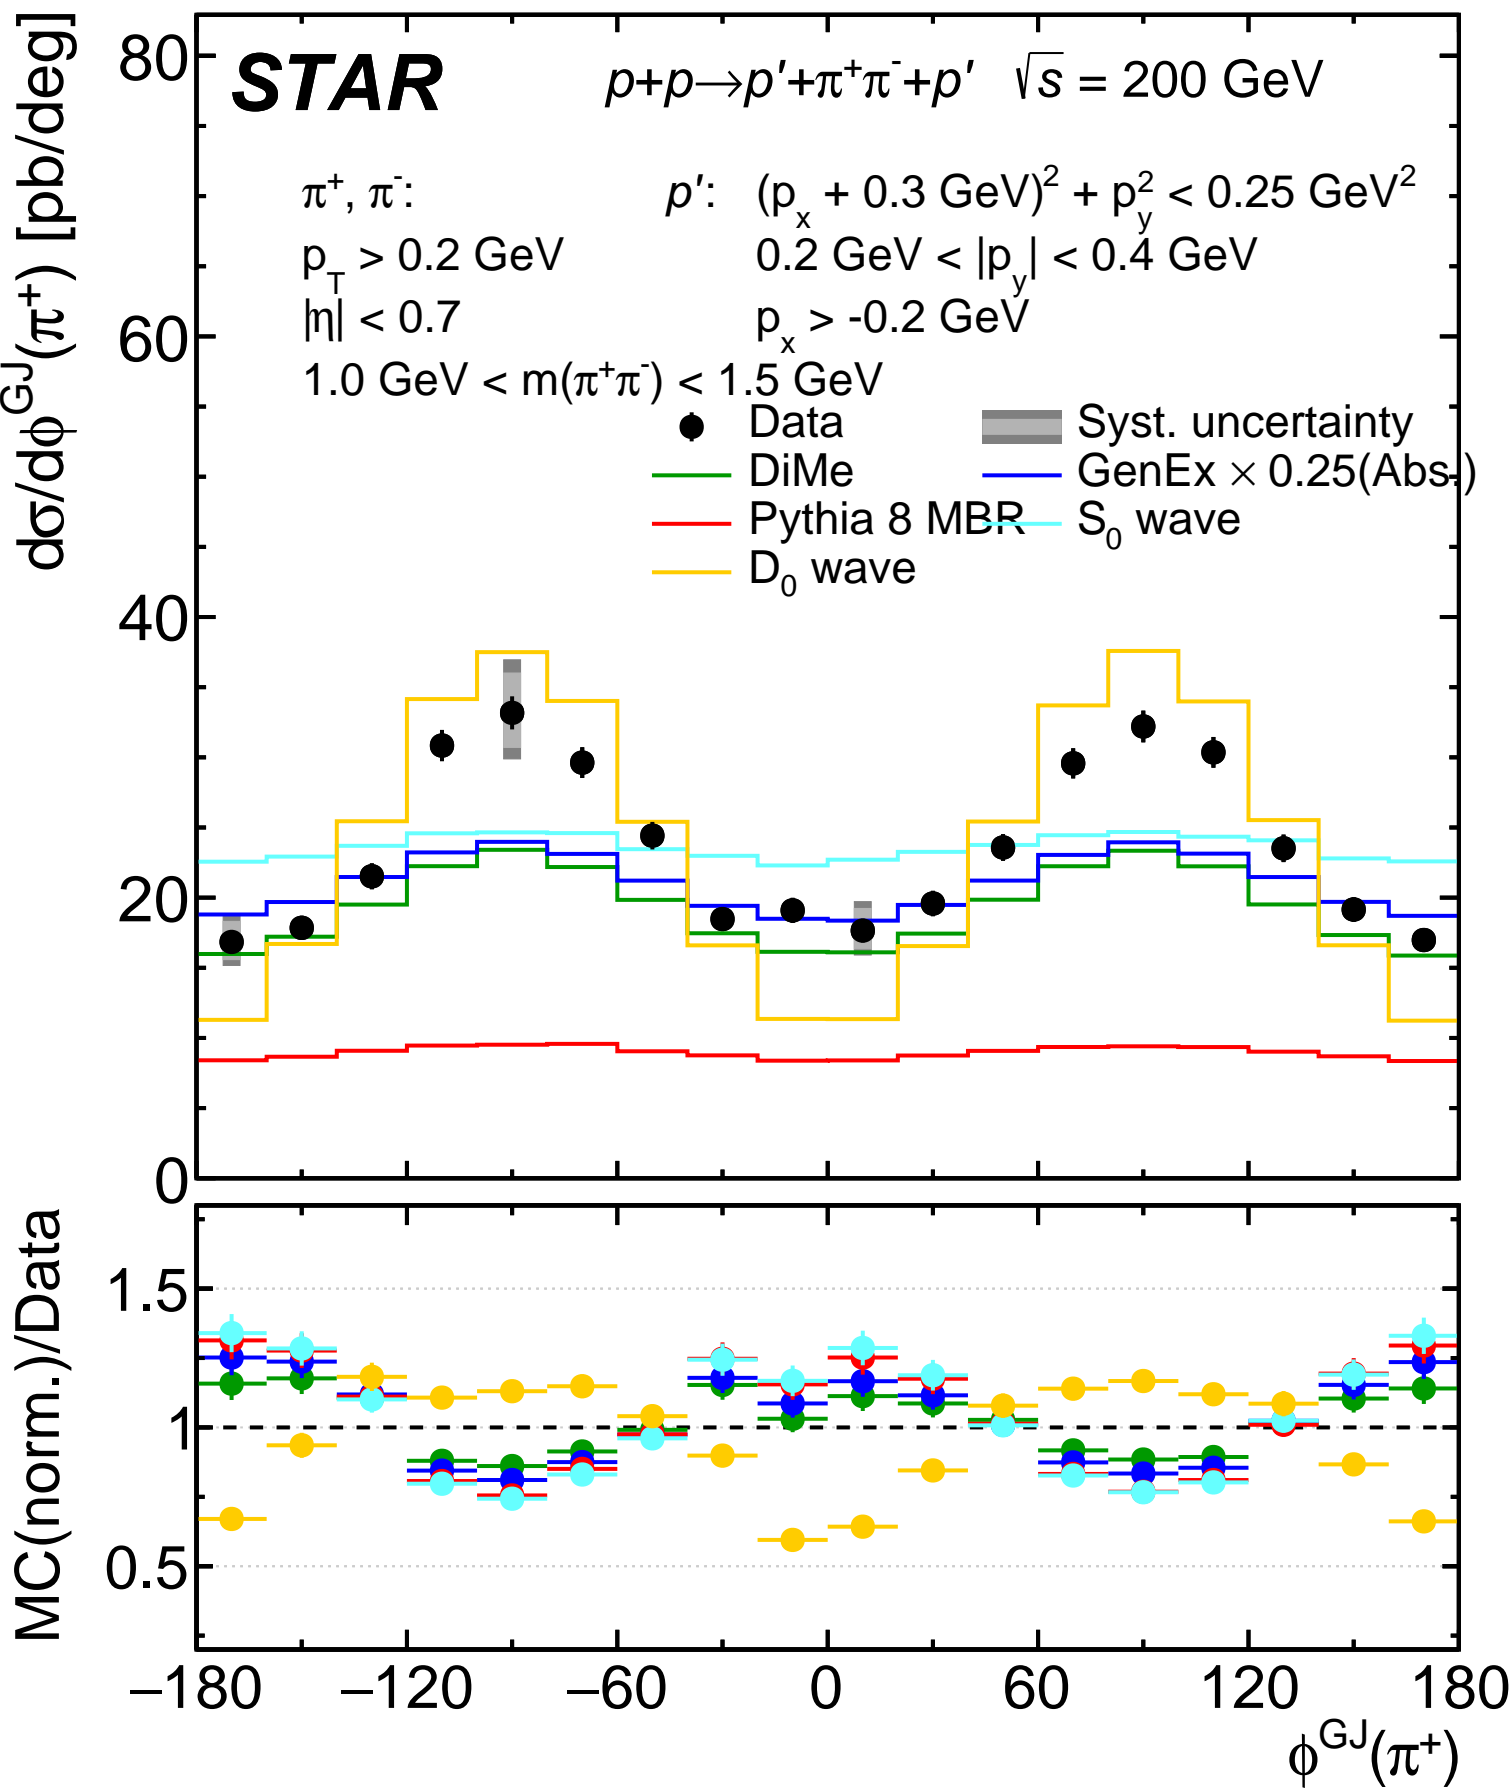 dσ/dϕ^GJ(π⁺) [pb/deg]
80
60
40
20
0
STAR p+p→p′+π⁺π⁻+p′ √s = 200 GeV
π⁺, π⁻: p′: (p_x + 0.3 GeV)² + p_y² < 0.25 GeV²
p_T > 0.2 GeV 0.2 GeV < |p_y| < 0.4 GeV
|η| < 0.7 p_x > -0.2 GeV
1.0 GeV < m(π⁺π⁻) < 1.5 GeV
Data Syst. uncertainty
DiMe GenEx × 0.25(Abs.)
Pythia 8 MBR S₀ wave
D₀ wave
MC(norm.)/Data
1.5
1
0.5
−180 −120 −60 0 60 120 180
ϕ^GJ(π⁺)